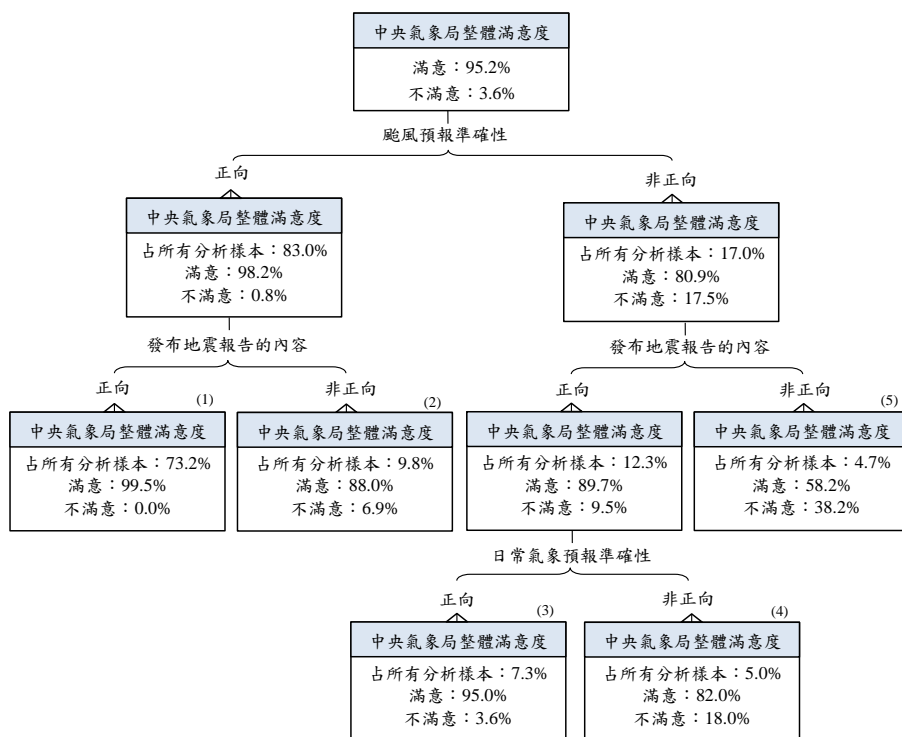 中央氣象局整體滿意度
滿意：95.2%
不滿意：3.6%
颱風預報準確性
正向
非正向
中央氣象局整體滿意度
占所有分析樣本：83.0%
滿意：98.2%
不滿意：0.8%
中央氣象局整體滿意度
占所有分析樣本：17.0%
滿意：80.9%
不滿意：17.5%
發布地震報告的內容
發布地震報告的內容
正向
(1)
非正向
(2)
正向
非正向
(5)
中央氣象局整體滿意度
占所有分析樣本：73.2%
滿意：99.5%
不滿意：0.0%
中央氣象局整體滿意度
占所有分析樣本：9.8%
滿意：88.0%
不滿意：6.9%
中央氣象局整體滿意度
占所有分析樣本：12.3%
滿意：89.7%
不滿意：9.5%
中央氣象局整體滿意度
占所有分析樣本：4.7%
滿意：58.2%
不滿意：38.2%
日常氣象預報準確性
正向
(3)
非正向
(4)
中央氣象局整體滿意度
占所有分析樣本：7.3%
滿意：95.0%
不滿意：3.6%
中央氣象局整體滿意度
占所有分析樣本：5.0%
滿意：82.0%
不滿意：18.0%